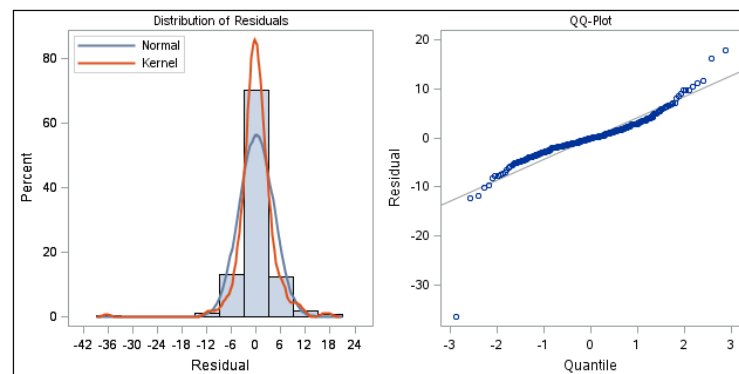 Distribution of Residuals
Normal
Kernel
Percent
80
60
40
20
0
-42 -36 -30 -24 -18 -12 -6 0 6 12 18 24
Residual
QQ-Plot
Residual
20
10
0
-10
-20
-30
-3 -2 -1 0 1 2 3
Quantile